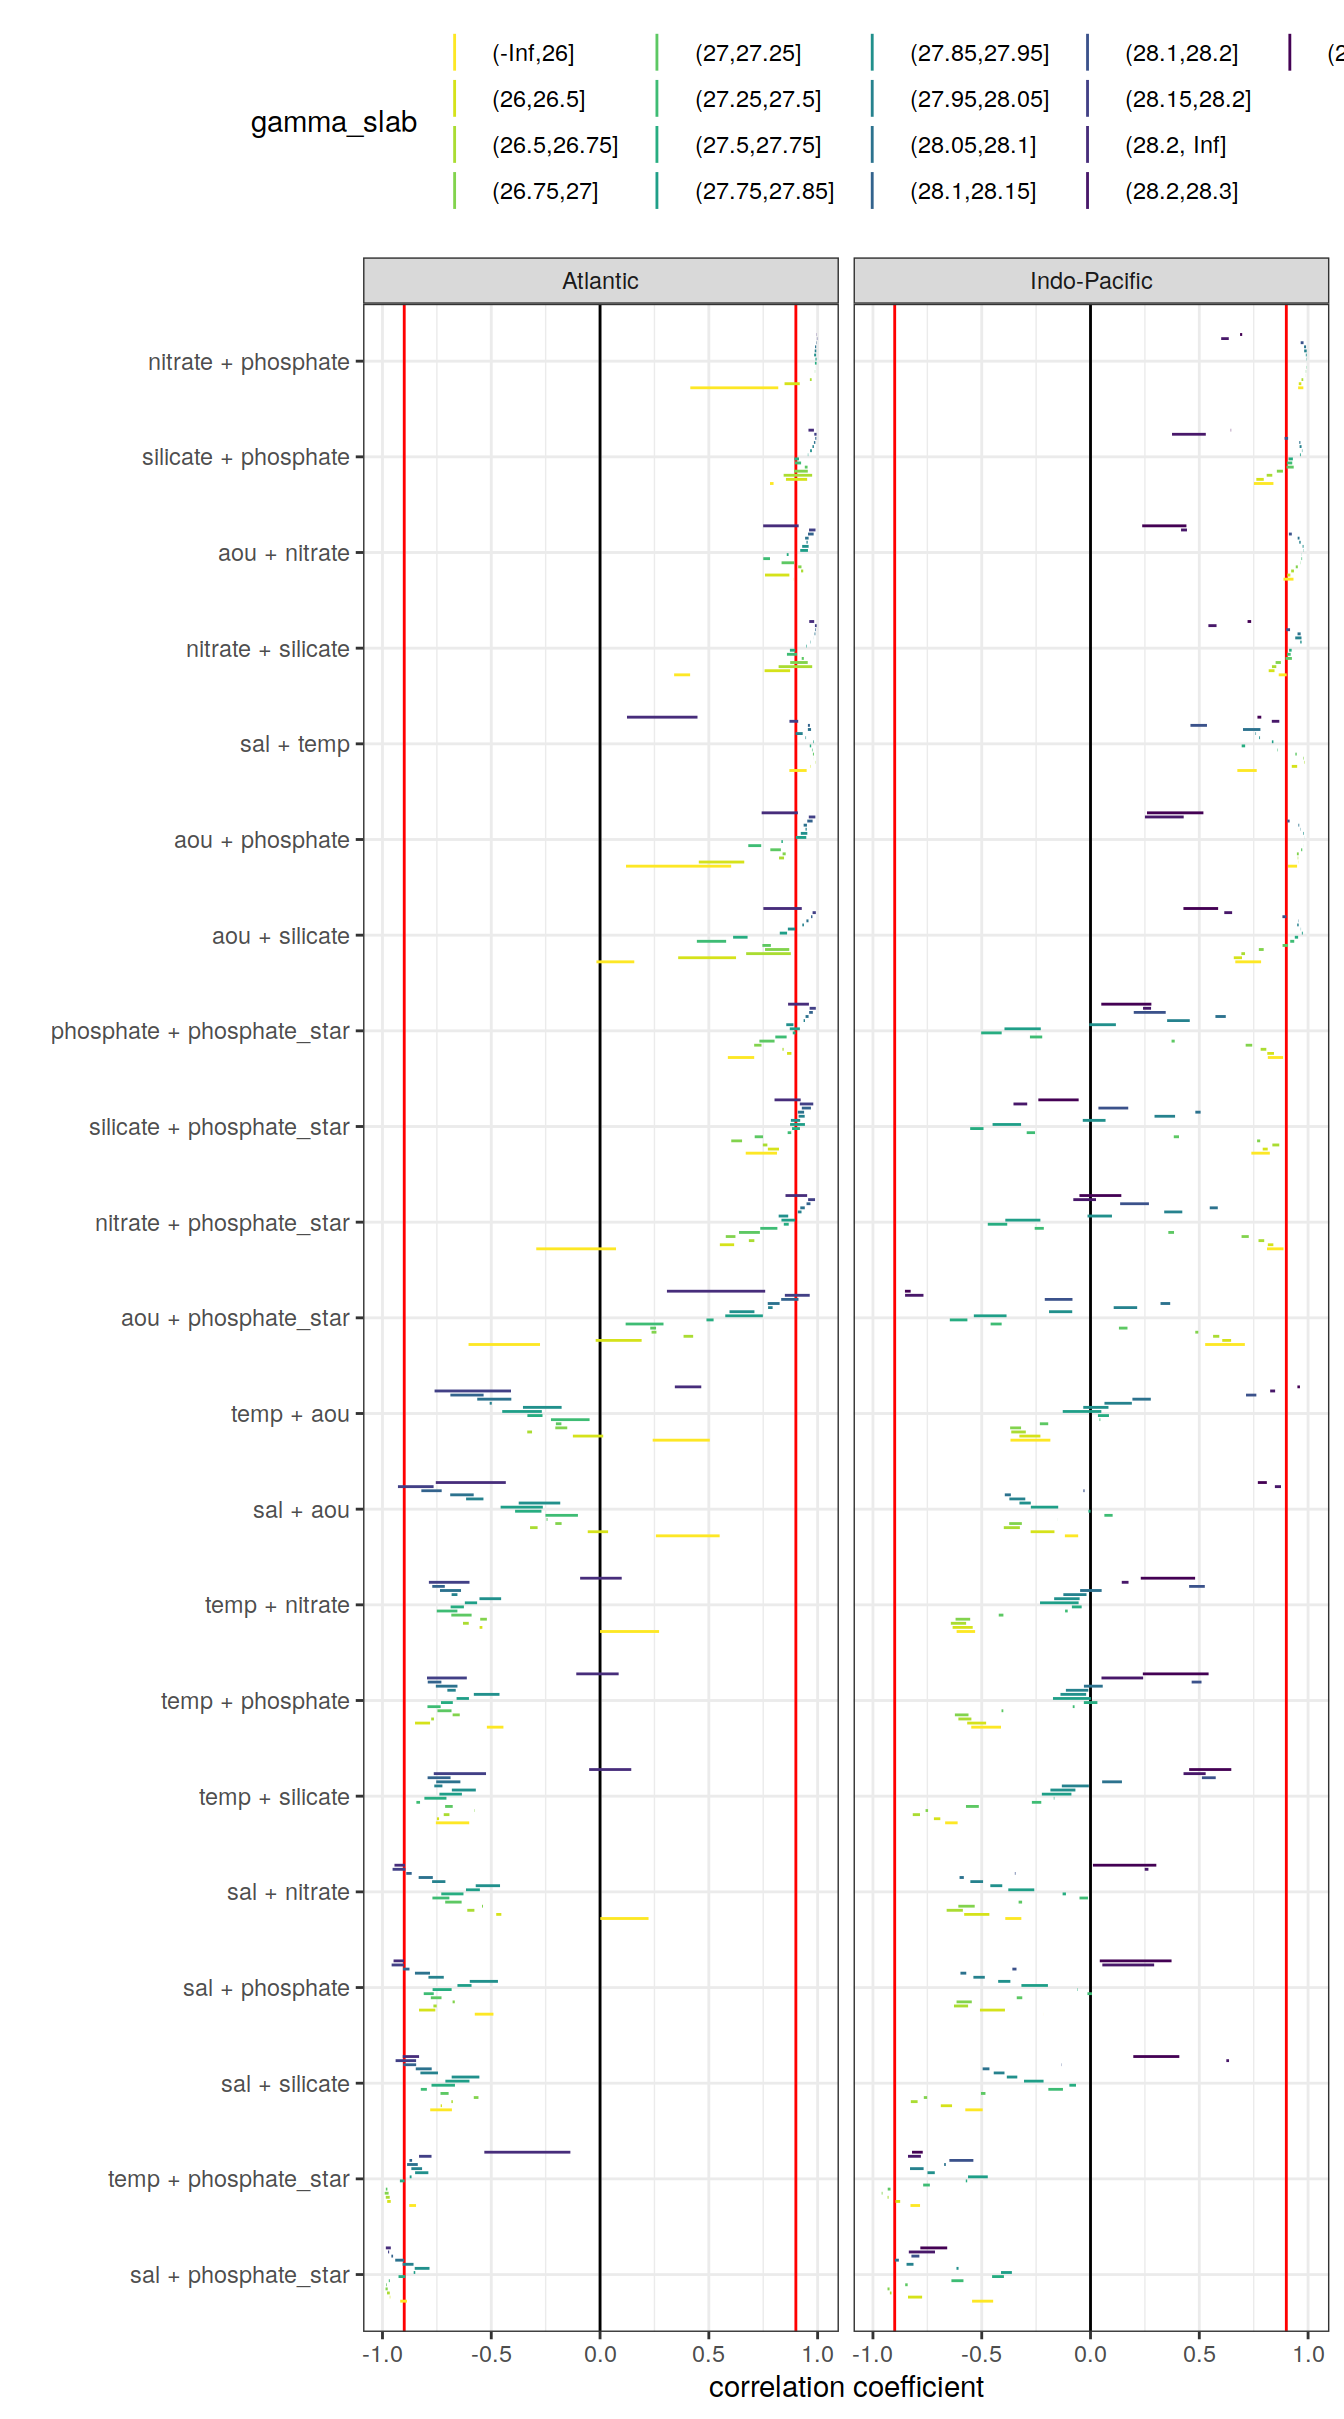 (-Inf,26] (27,27.25] (27.85,27.95] (28.1,28.2]
(26,26.5] (27.25,27.5] (27.95,28.05] (28.15,28.2]
gamma_slab
(26.5,26.75] (27.5,27.75] (28.05,28.1] (28.2, Inf]
(26.75,27] (27.75,27.85] (28.1,28.15] (28.2,28.3]
Atlantic Indo-Pacific
nitrate + phosphate
silicate + phosphate
aou + nitrate
nitrate + silicate
sal + temp
aou + phosphate
aou + silicate
phosphate + phosphate_star
silicate + phosphate_star
nitrate + phosphate_star
aou + phosphate_star
temp + aou
sal + aou
temp + nitrate
temp + phosphate
temp + silicate
sal + nitrate
sal + phosphate
sal + silicate
temp + phosphate_star
sal + phosphate_star
-1.0 -0.5 0.0 0.5 1.0 -1.0 -0.5 0.0 0.5 1.0
correlation coefficient